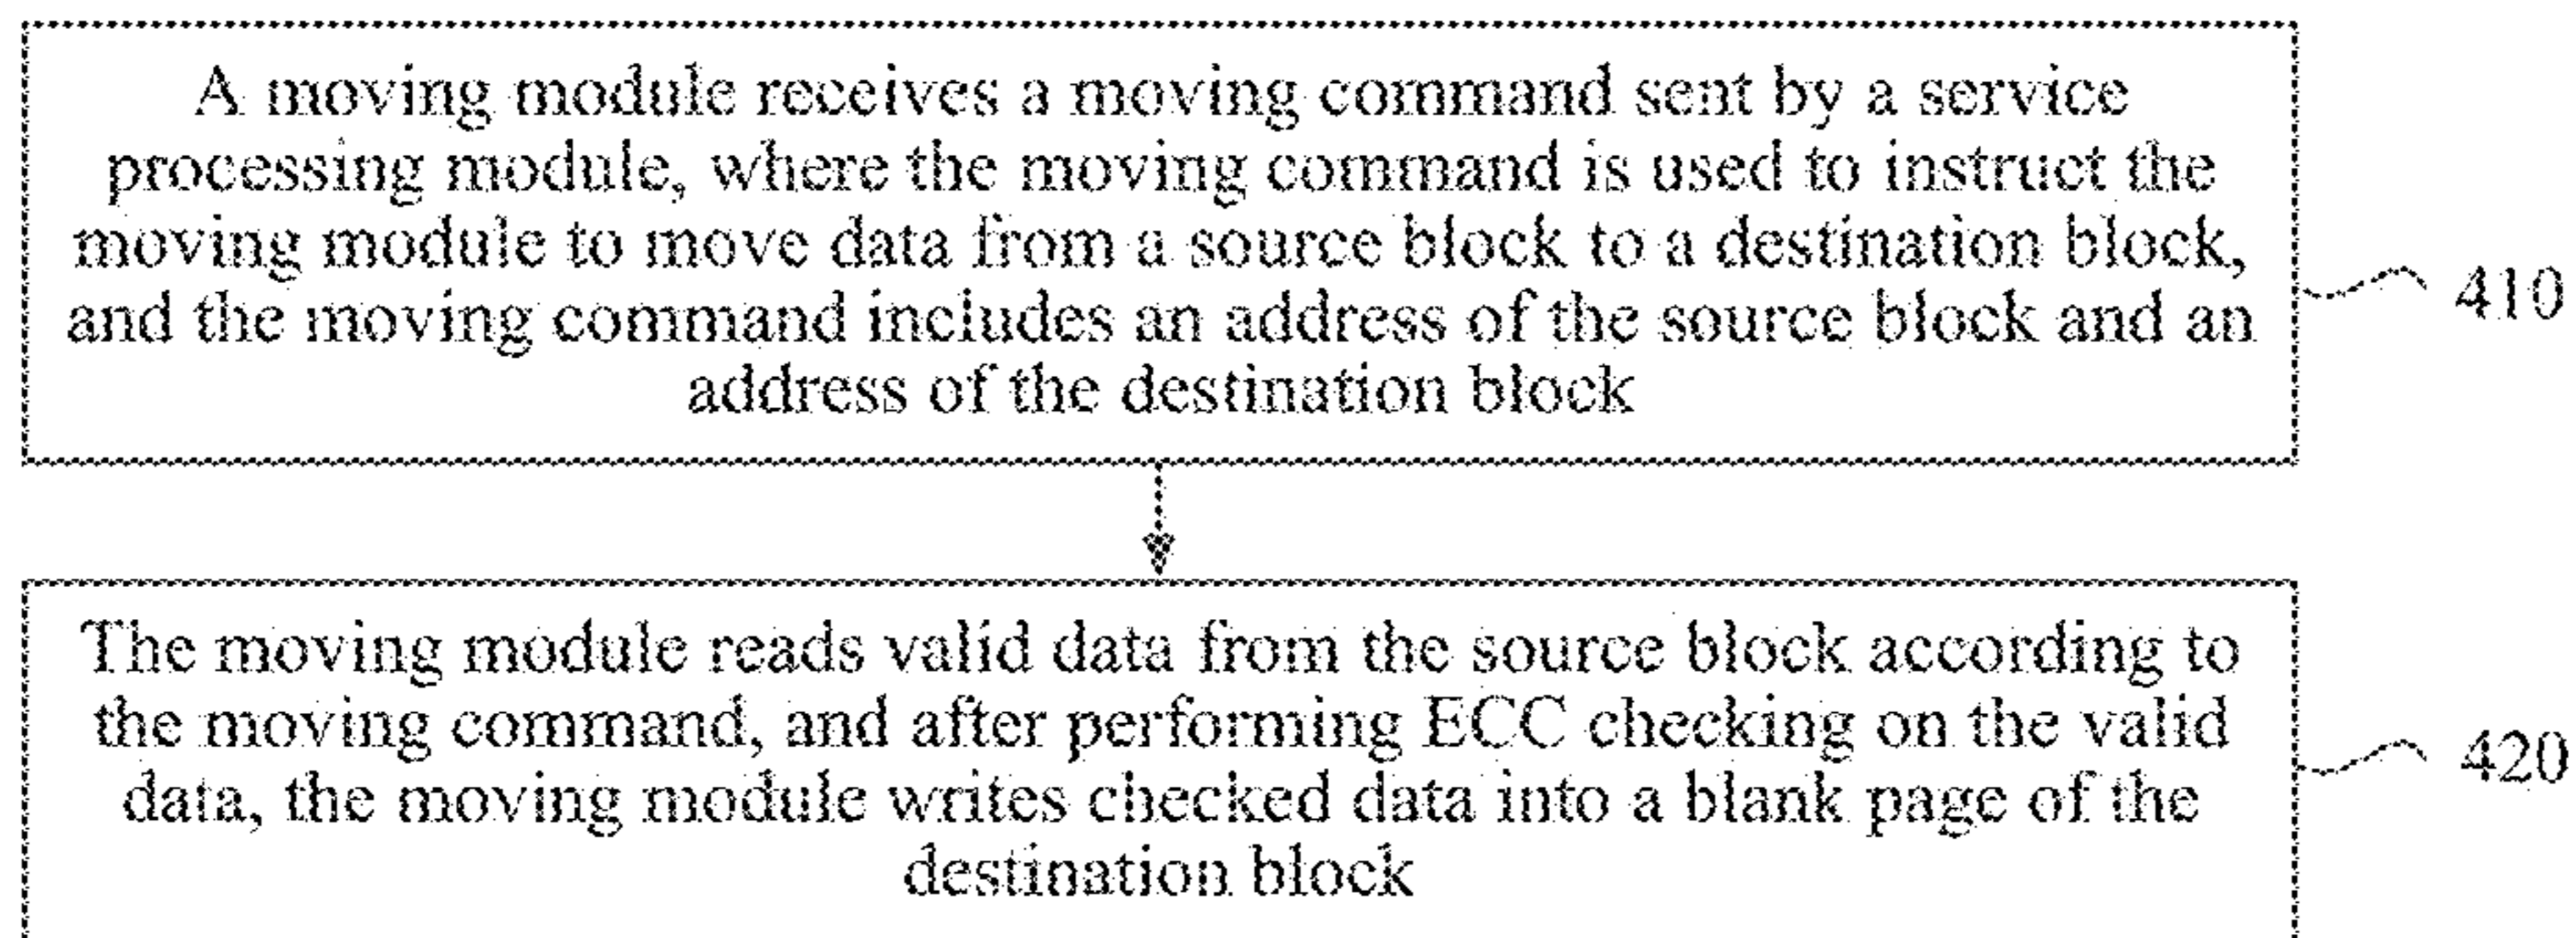 A moving module receives a moving command sent by a service
processing module, where the moving command is used to instruct the
moving module to move data from a source block to a destination block,
and the moving command includes an address of the source block and an
address of the destination block
410
The moving module reads valid data from the source block according to
the moving command, and after performing ECC checking on the valid
data, the moving module writes checked data into a blank page of the
destination block
420